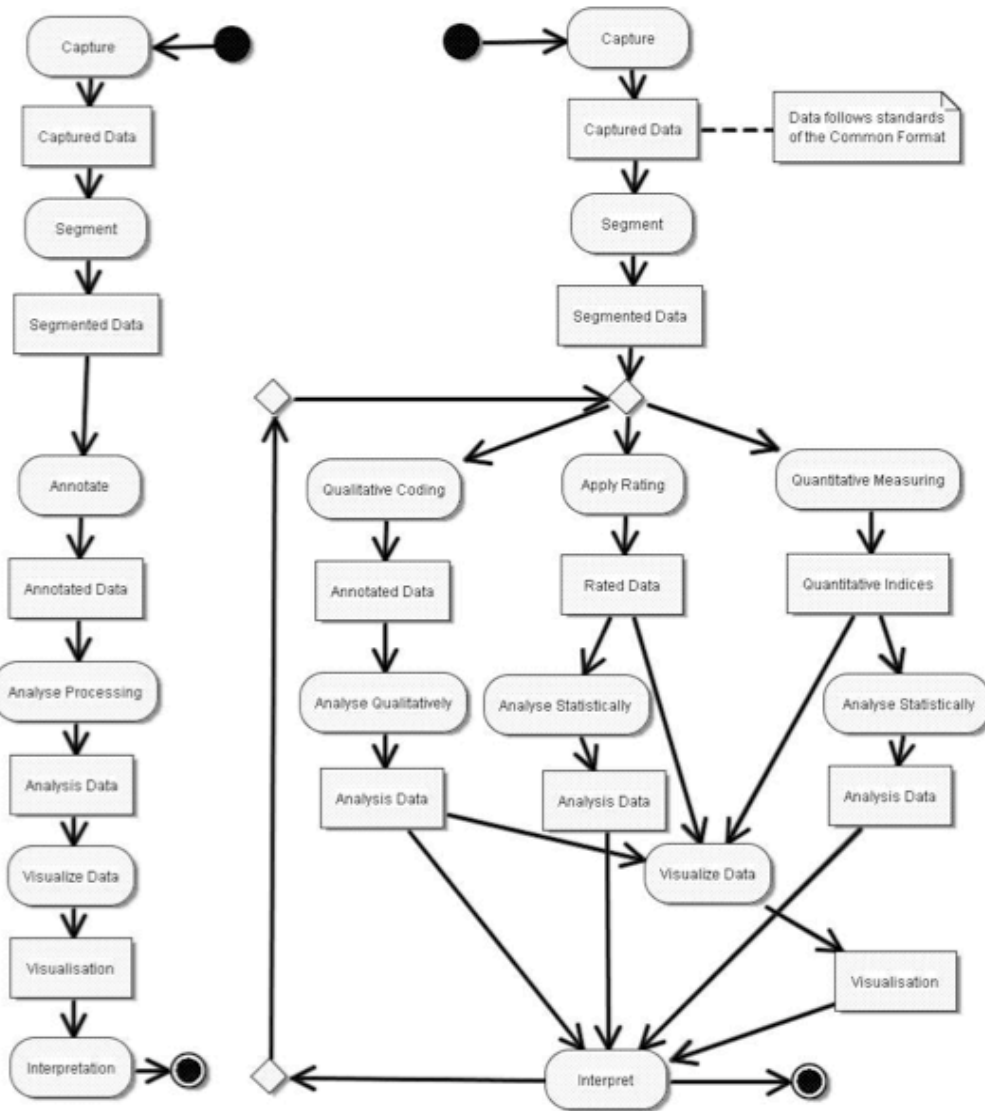 Capture
Captured Data
Segment
Segmented Data
Annotate
Annotated Data
Analyse Processing
Analysis Data
Visualize Data
Visualisation
Interpretation
Capture
Captured Data
Data follows standards
of the Common Format
Segment
Segmented Data
Qualitative Coding
Apply Rating
Quantitative Measuring
Annotated Data
Rated Data
Quantitative Indices
Analyse Qualitatively
Analyse Statistically
Analyse Statistically
Analysis Data
Analysis Data
Analysis Data
Visualize Data
Visualisation
Interpret